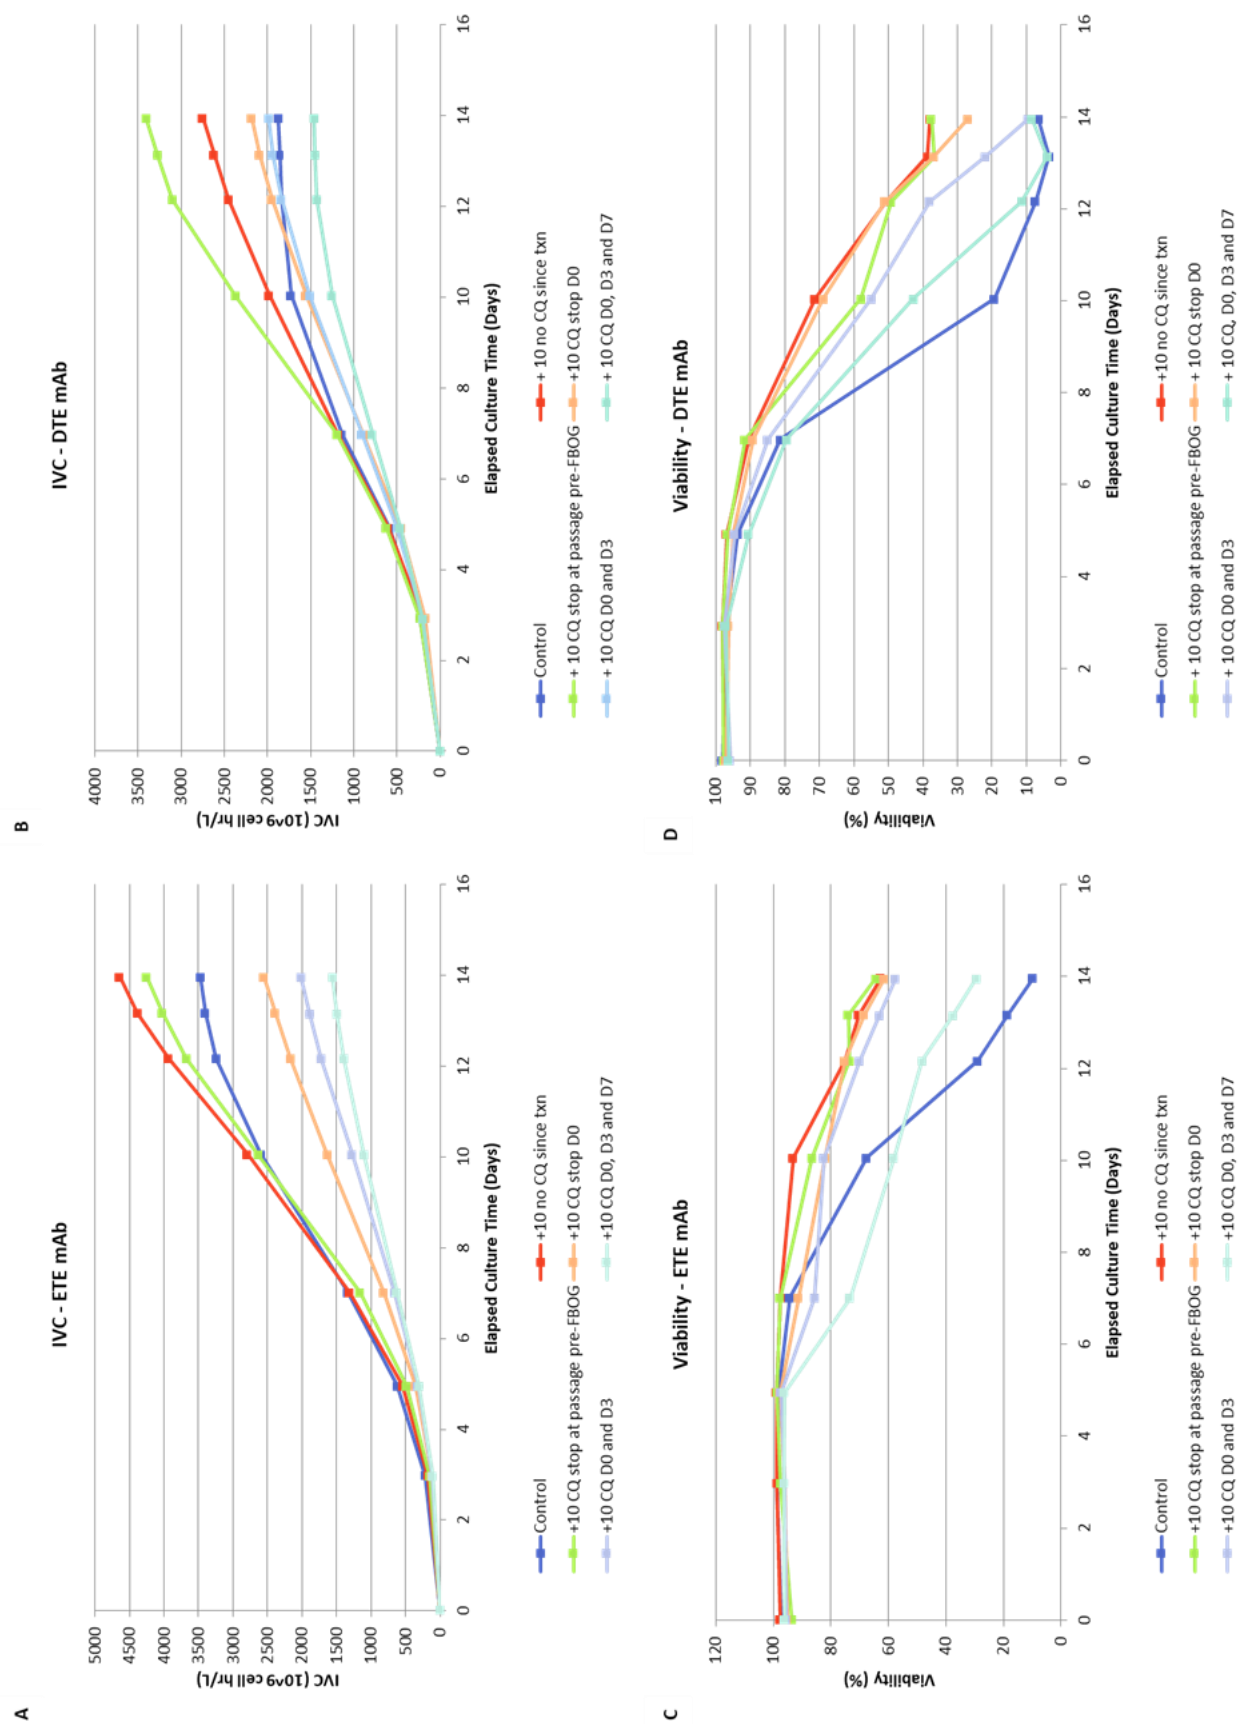 A
IVC - ETE mAb
IVC (10^9 cell hr/L)
5000
4500
4000
3500
3000
2500
2000
1500
1000
500
0
0 2 4 6 8 10 12 14 16
Elapsed Culture Time (Days)
Control
+10 no CQ since txn
+10 CQ stop at passage pre-FBOG
+10 CQ stop D0
+10 CQ D0 and D3
+10 CQ D0, D3 and D7
B
IVC - DTE mAb
IVC (10^9 cell hr/L)
4000
3500
3000
2500
2000
1500
1000
500
0
0 2 4 6 8 10 12 14 16
Elapsed Culture Time (Days)
Control
+ 10 no CQ since txn
+ 10 CQ stop at passage pre-FBOG
+10 CQ stop D0
+ 10 CQ D0 and D3
+ 10 CQ D0, D3 and D7
C
Viability - ETE mAb
Viability (%)
120
100
80
60
40
20
0
0 2 4 6 8 10 12 14 16
Elapsed Culture Time (Days)
Control
+10 no CQ since txn
+10 CQ stop at passage pre-FBOG
+10 CQ stop D0
+10 CQ D0 and D3
+10 CQ D0, D3 and D7
D
Viability - DTE mAb
Viability (%)
100
90
80
70
60
50
40
30
20
10
0
0 2 4 6 8 10 12 14 16
Elapsed Culture Time (Days)
Control
+10 no CQ since txn
+ 10 CQ stop at passage pre-FBOG
+ 10 CQ stop D0
+ 10 CQ D0 and D3
+ 10 CQ, D0, D3 and D7